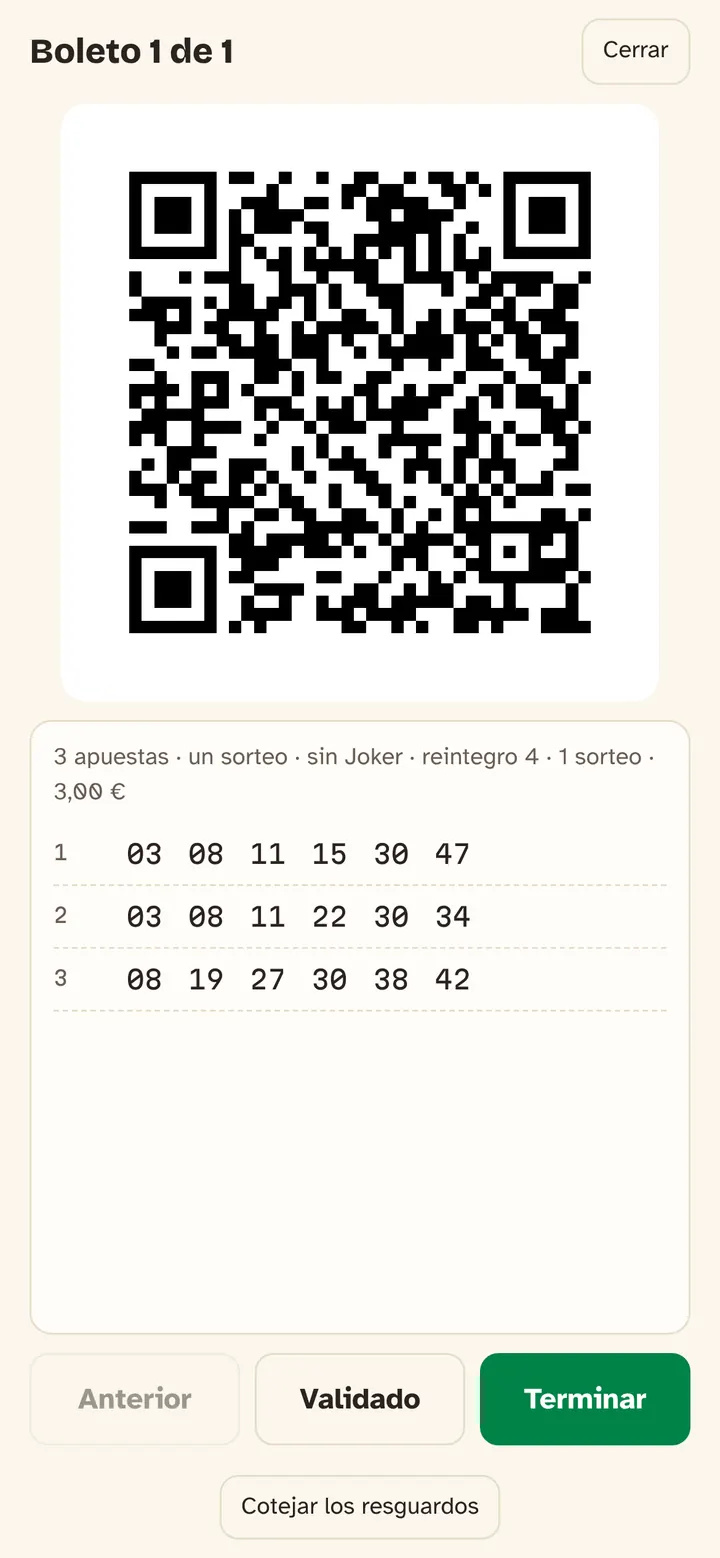 Boleto 1 de 1
Cerrar
3 apuestas · un sorteo · sin Joker · reintegro 4 · 1 sorteo ·
3,00 €
1 03 08 11 15 30 47
2 03 08 11 22 30 34
3 08 19 27 30 38 42
Anterior
Validado
Terminar
Cotejar los resguardos